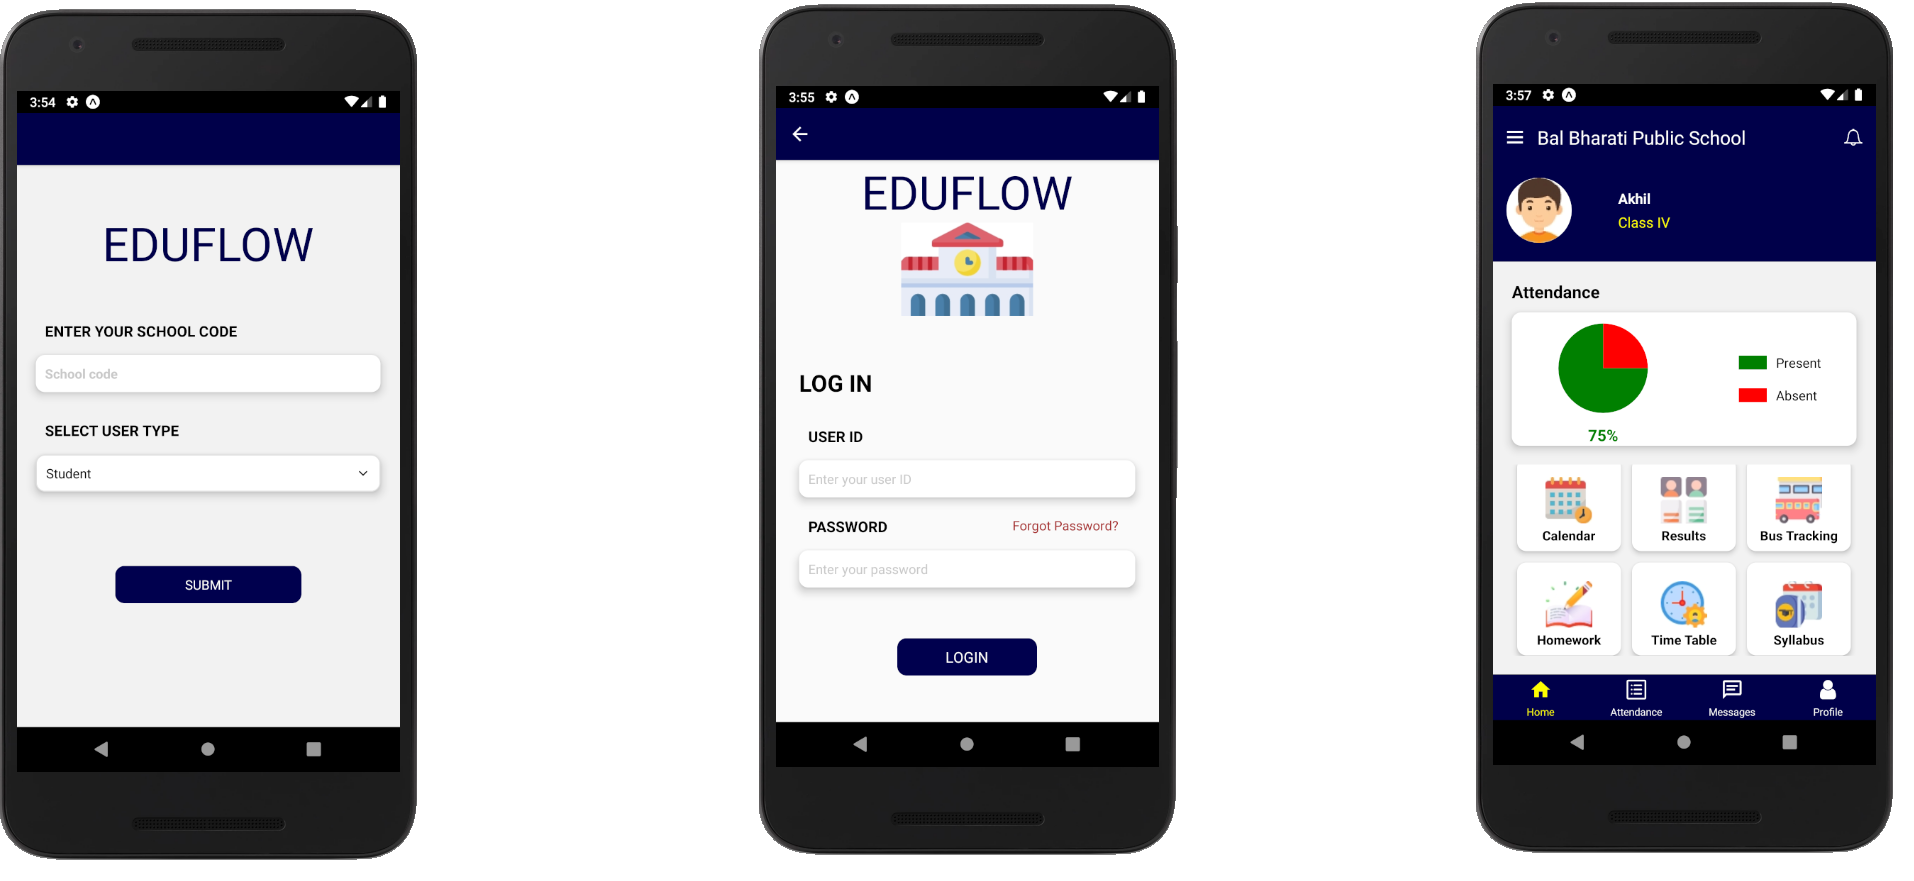 3:54
EDUFLOW
ENTER YOUR SCHOOL CODE
School code
SELECT USER TYPE
Student
SUBMIT
3:55
EDUFLOW
LOG IN
USER ID
Enter your user ID
PASSWORD Forgot Password?
Enter your password
LOGIN
3:57
Bal Bharati Public School
Akhil
Class IV
Attendance
Present
Absent
75%
Calendar Results Bus Tracking
Homework Time Table Syllabus
Home Attendance Messages Profile